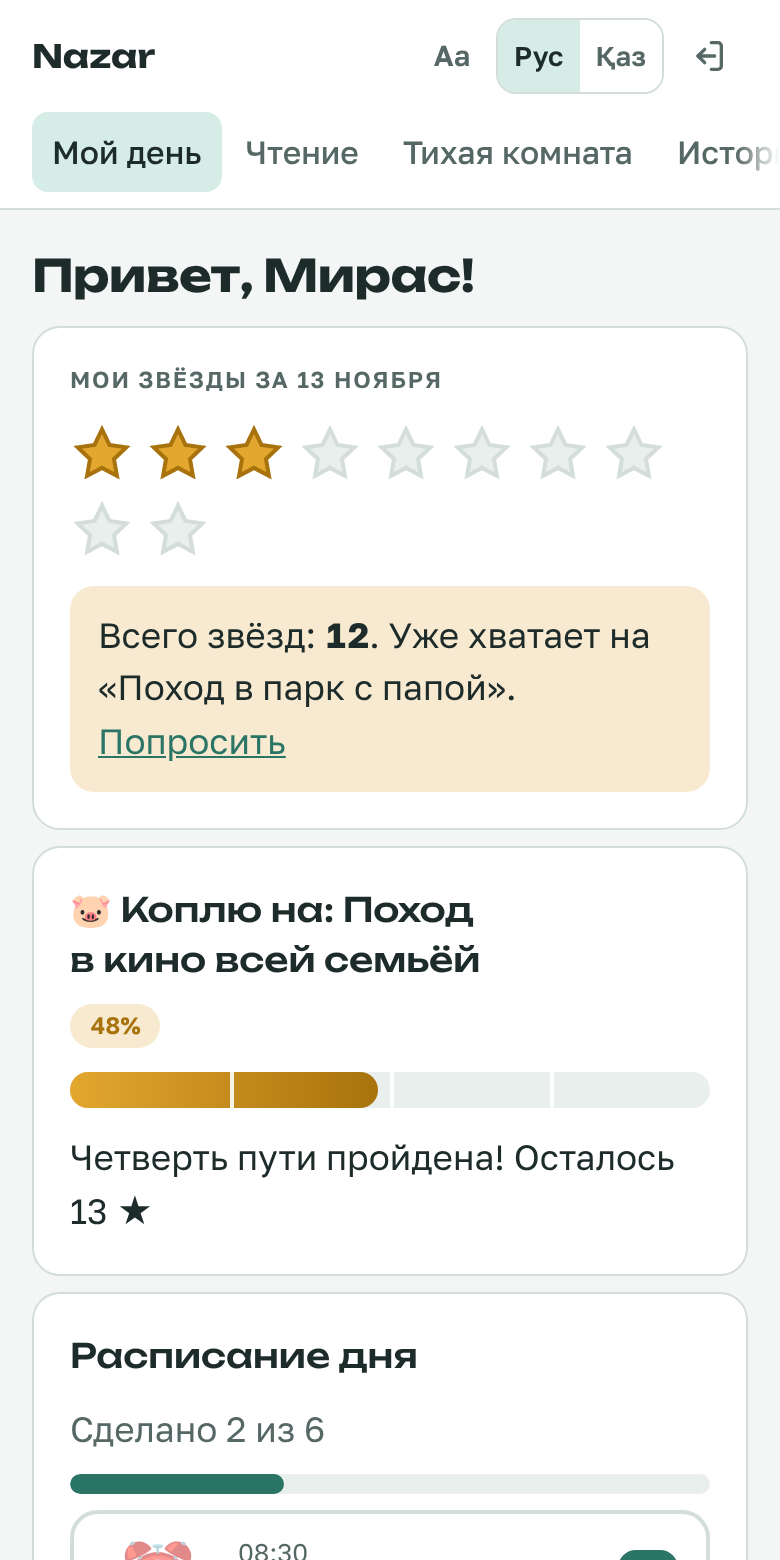 Nazar
Aa Рус Қаз
Мой день Чтение Тихая комната
Привет, Мирас!
МОИ ЗВЁЗДЫ ЗА 13 НОЯБРЯ
Всего звёзд: 12. Уже хватает на
«Поход в парк с папой».
Попросить
Коплю на: Поход
в кино всей семьёй
48%
Четверть пути пройдена! Осталось
13 ★
Расписание дня
Сделано 2 из 6
08:30